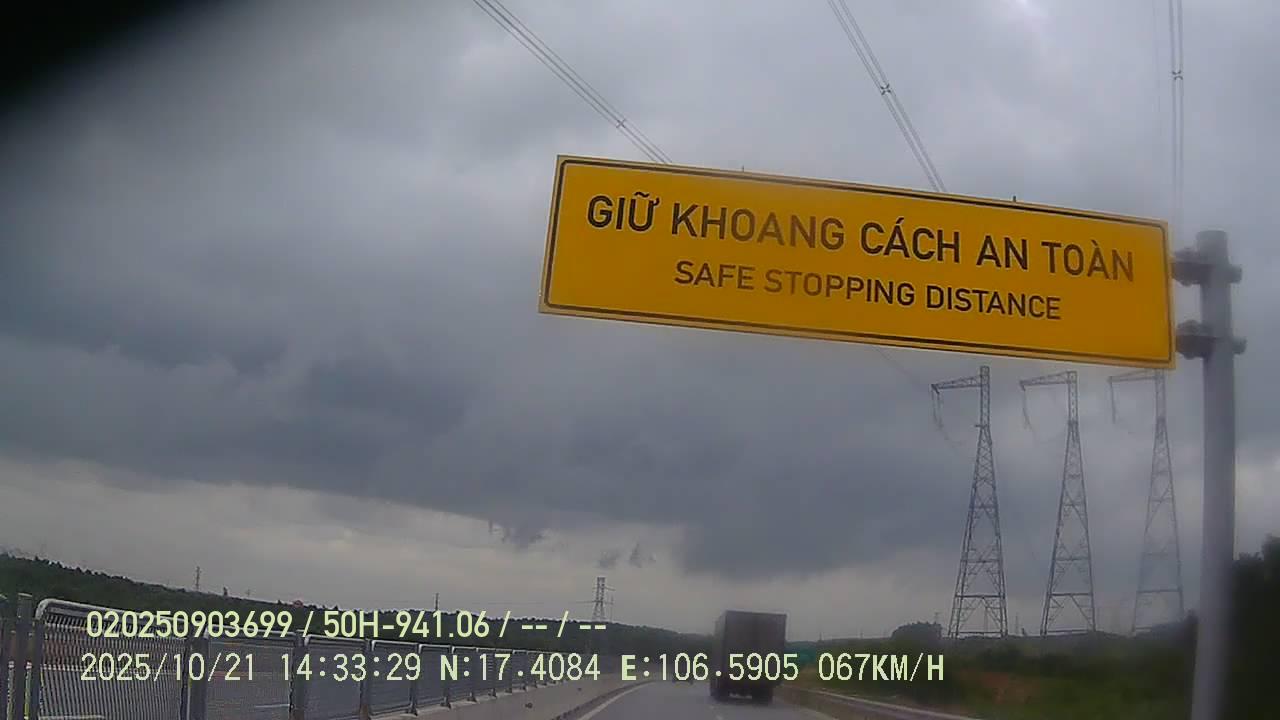 GIỮ KHOANG CÁCH AN TOÀN
SAFE STOPPING DISTANCE
020250903699 / 50H-941.06 / -- / --
2025/10/21 14:33:29 N:17.4084 E:106.5905 067KM/H